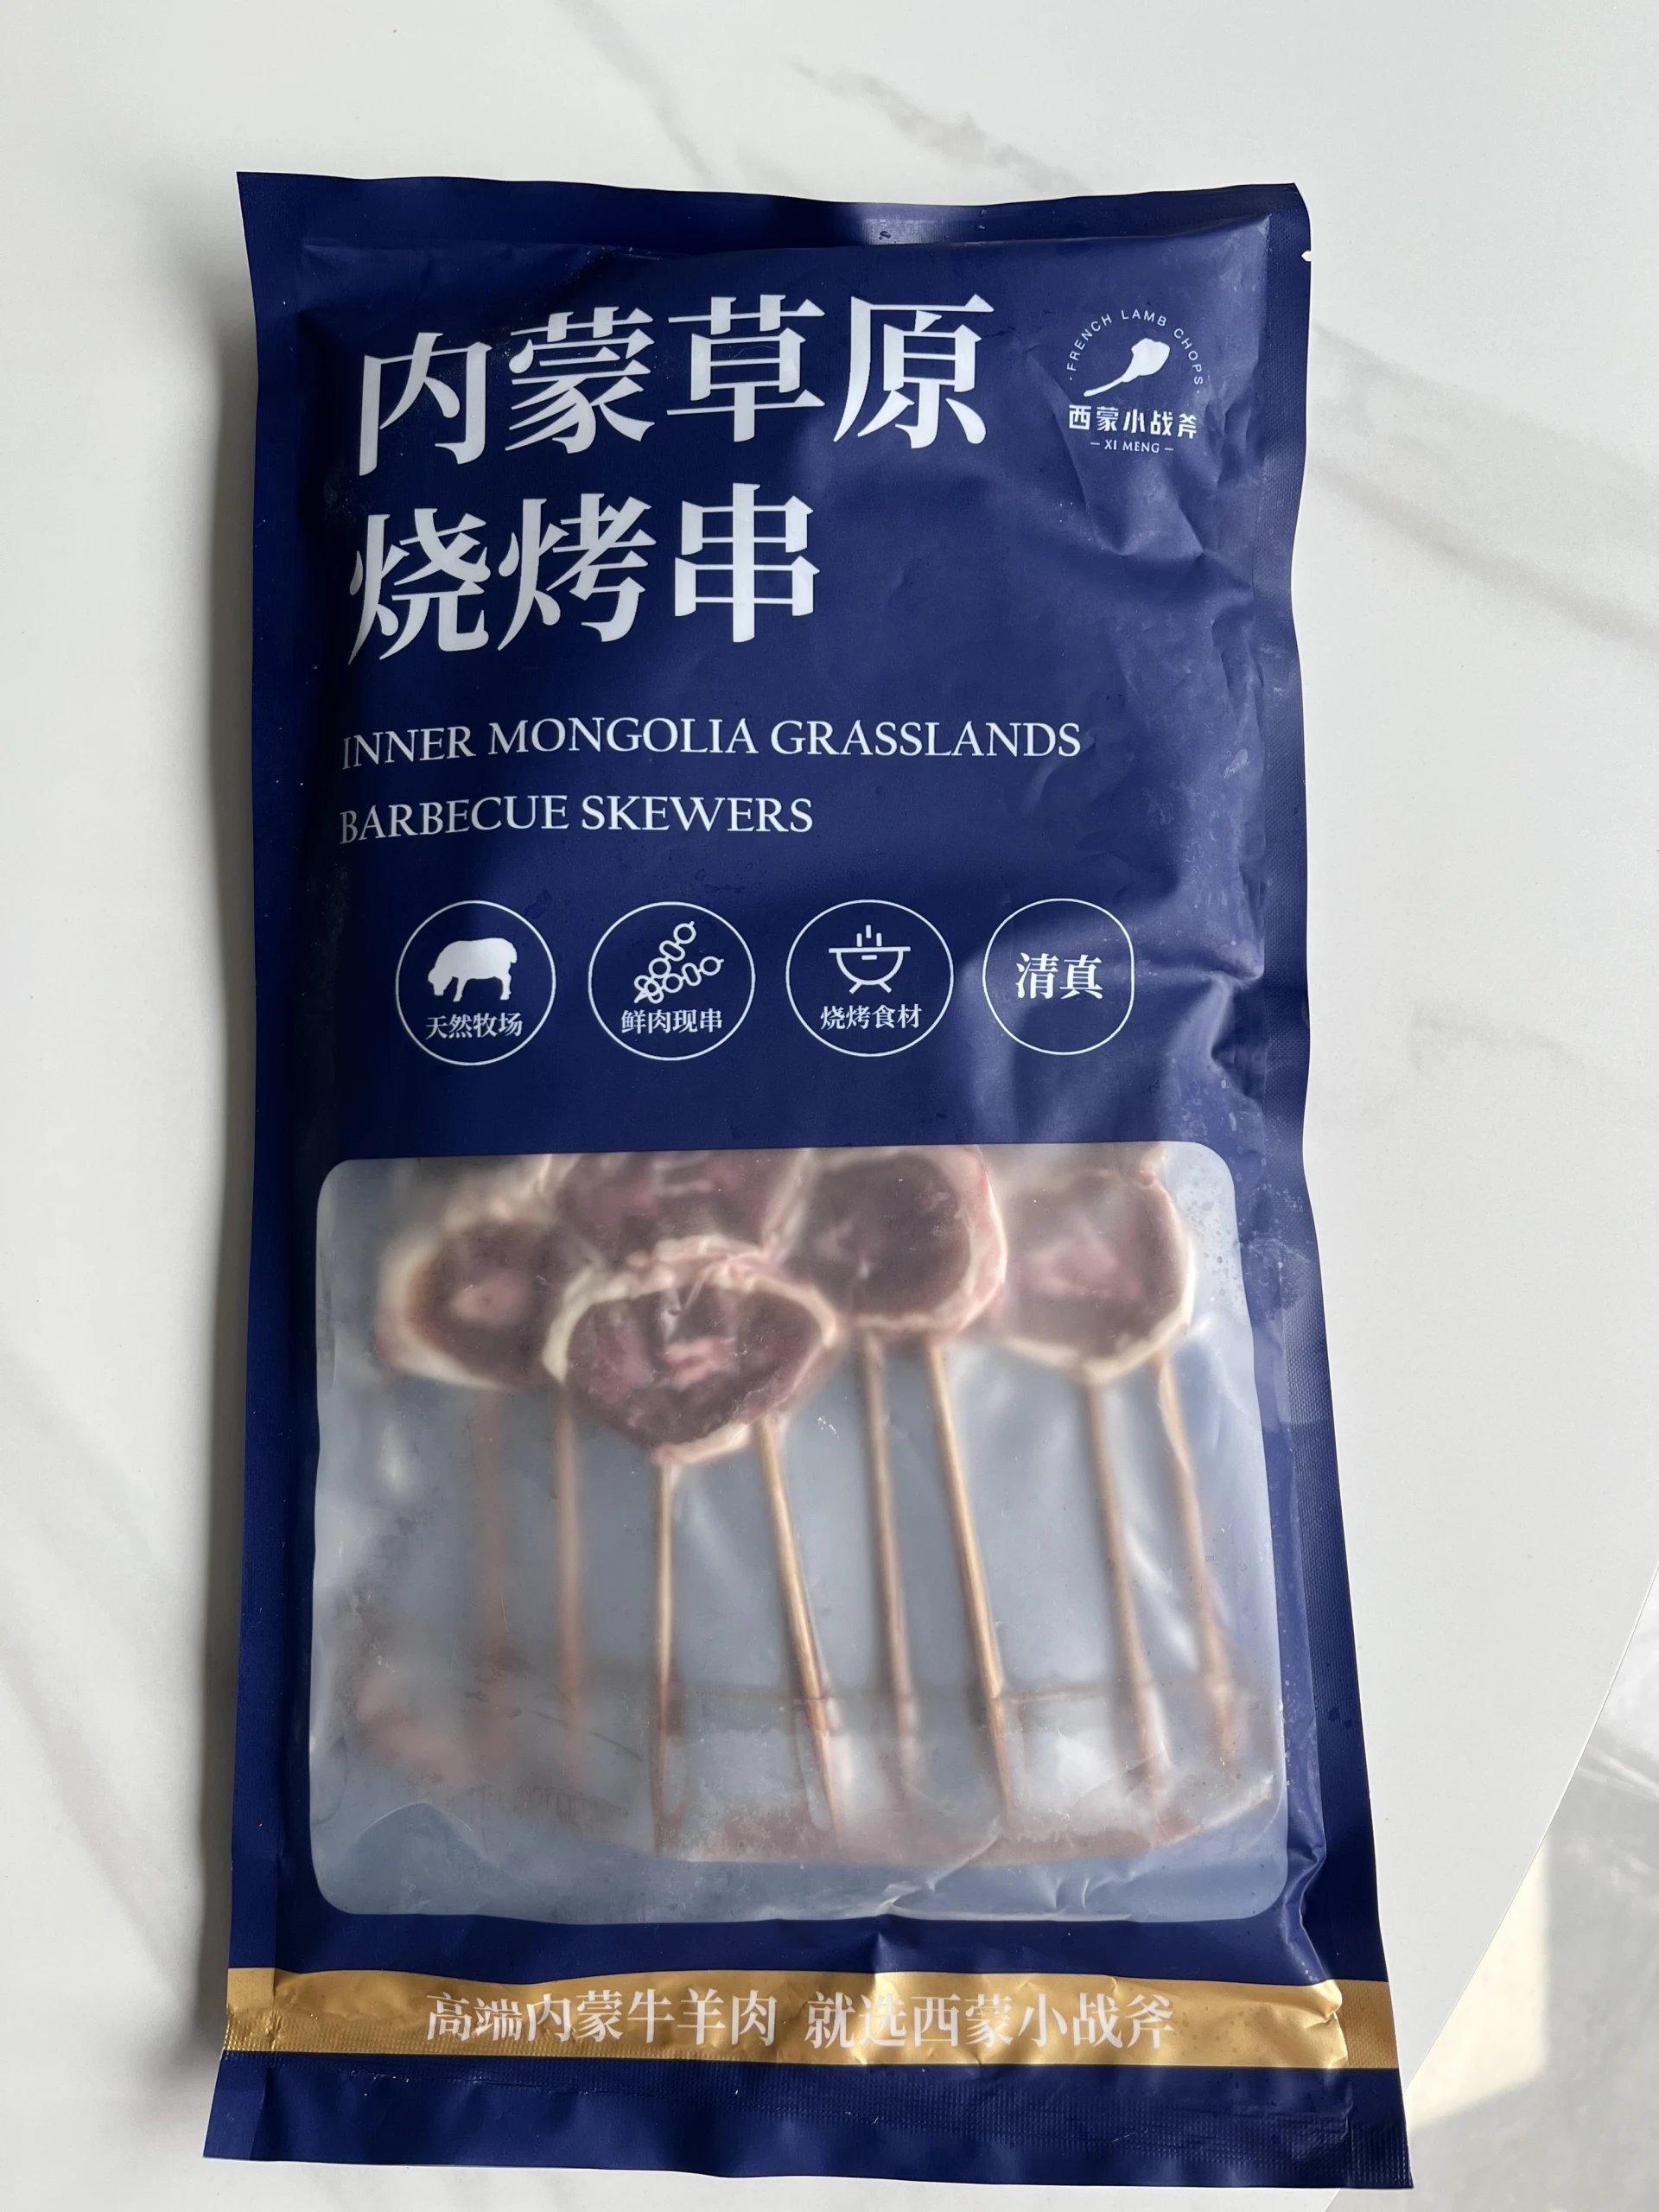 内蒙草原
烧烤串
· FRENCH LAMB CHOPS ·
西蒙小战斧
— XI MENG —
INNER MONGOLIA GRASSLANDS
BARBECUE SKEWERS
天然牧场
鲜肉现串
烧烤食材
清真
高端内蒙牛羊肉 就选西蒙小战斧